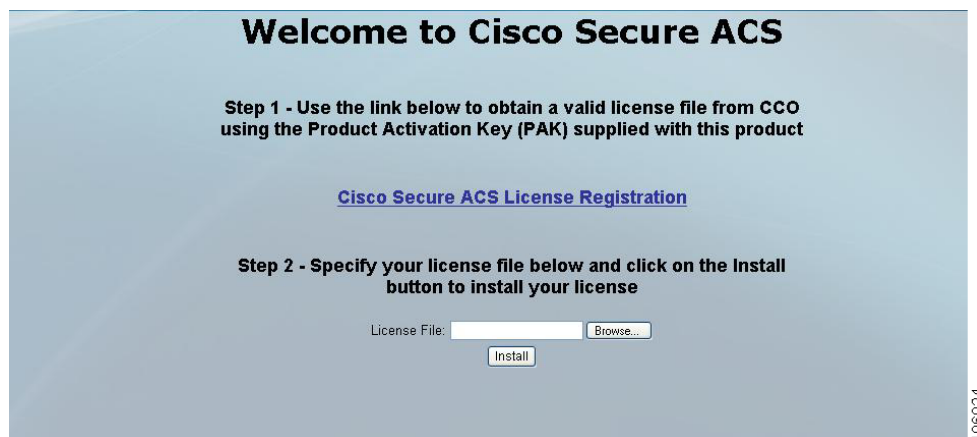 Welcome to Cisco Secure ACS
Step 1 - Use the link below to obtain a valid license file from CCO
using the Product Activation Key (PAK) supplied with this product
Cisco Secure ACS License Registration
Step 2 - Specify your license file below and click on the Install
button to install your license
License File:
Browse...
Install